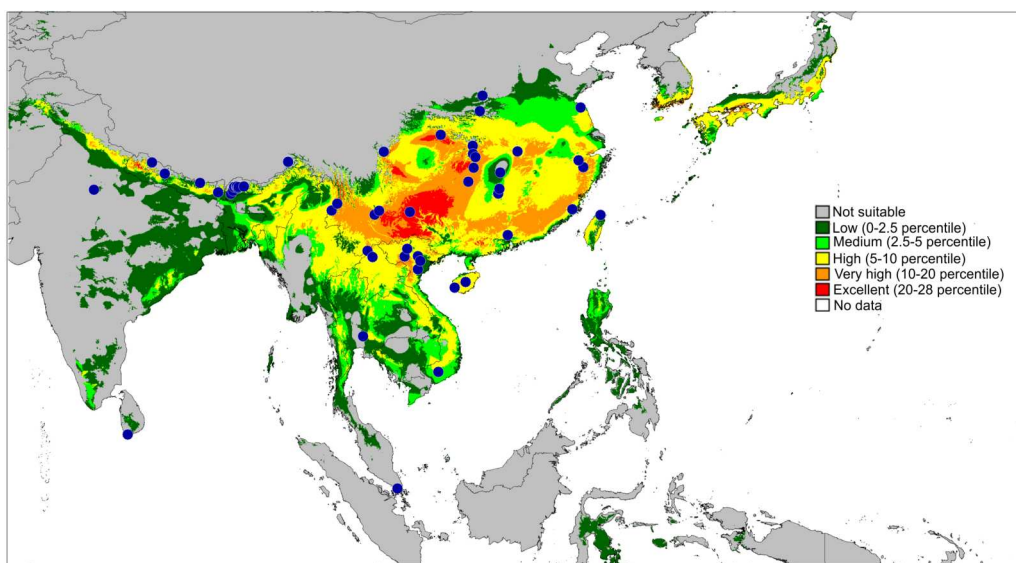 Not suitable
Low (0-2.5 percentile)
Medium (2.5-5 percentile)
High (5-10 percentile)
Very high (10-20 percentile)
Excellent (20-28 percentile)
No data